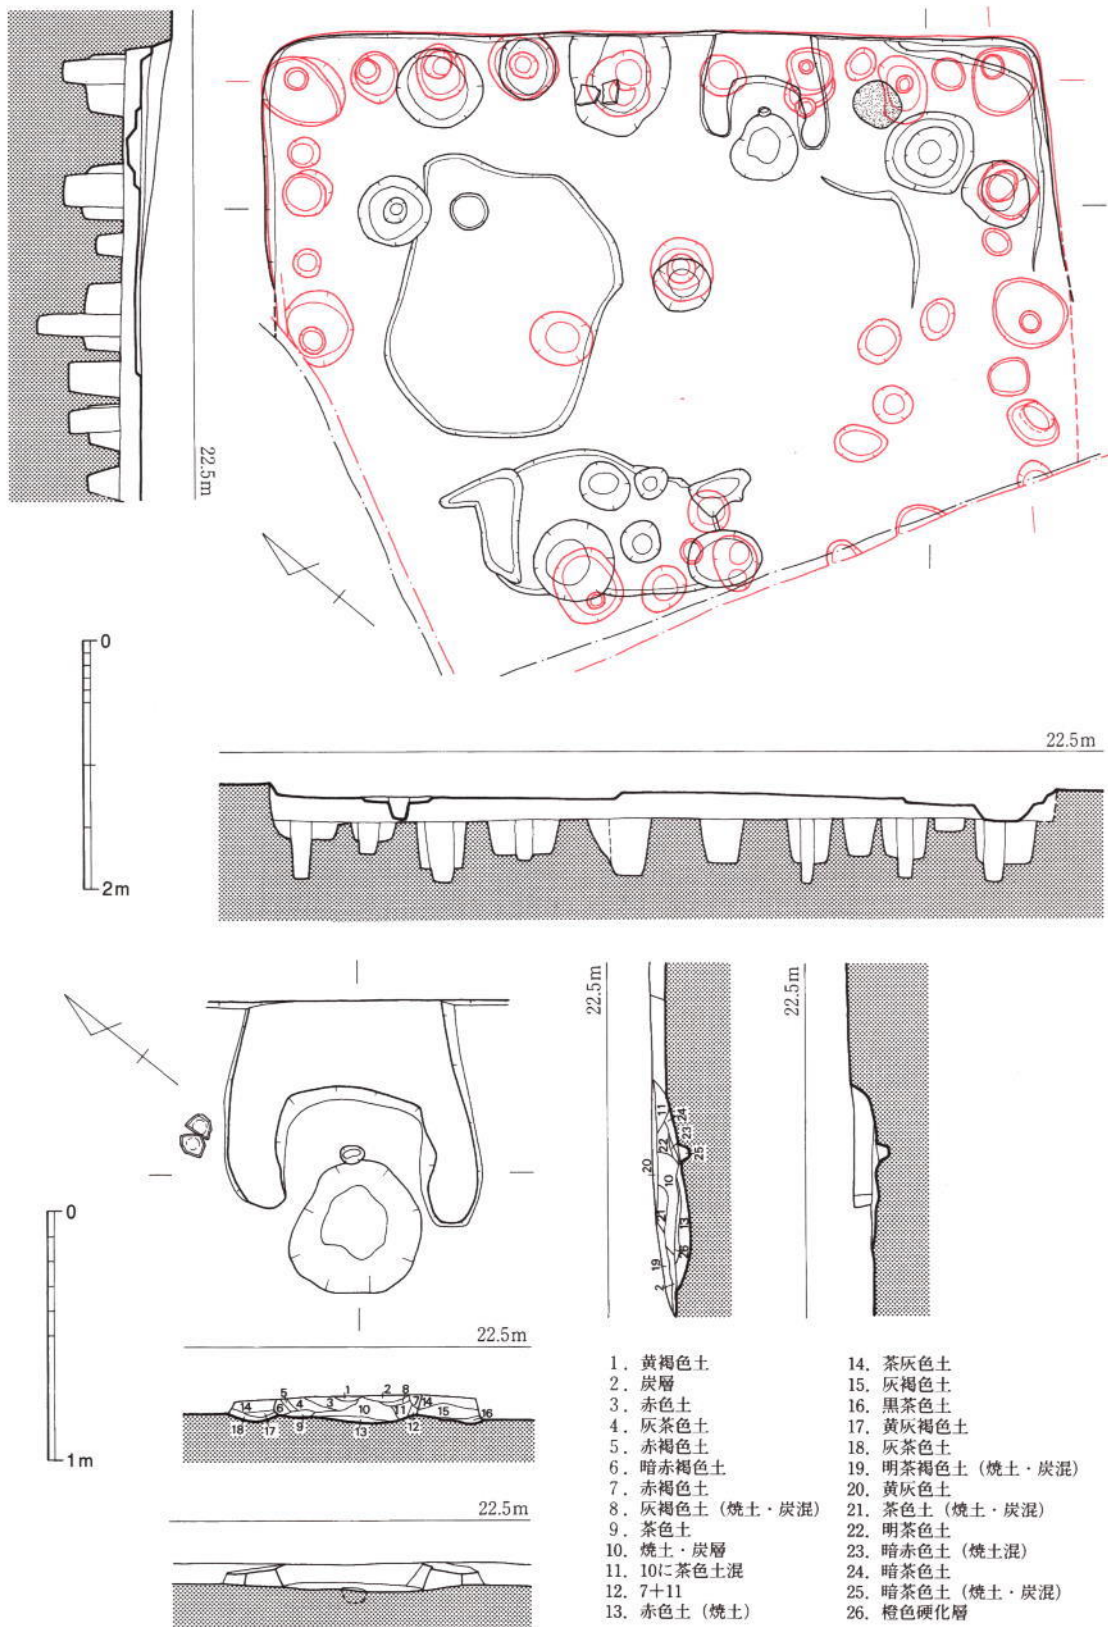 22.5m
0
2m
22.5m
0
1m
22.5m
22.5m
11
24
23
22
25
20
10
21
13
26
19
2
22.5m
5
1
2
8
14
6
4
3
10
11
7
14
15
16
18
17
9
13
12
22.5m
1. 黄褐色土
2. 炭層
3. 赤色土
4. 灰茶色土
5. 赤褐色土
6. 暗赤褐色土
7. 赤褐色土
8. 灰褐色土（焼土・炭混）
9. 茶色土
10. 焼土・炭層
11. 10に茶色土混
12. 7+11
13. 赤色土（焼土）
14. 茶灰色土
15. 灰褐色土
16. 黒茶色土
17. 黄灰褐色土
18. 灰茶色土
19. 明茶褐色土（焼土・炭混）
20. 黄灰色土
21. 茶色土（焼土・炭混）
22. 明茶色土
23. 暗赤色土（焼土混）
24. 暗茶色土
25. 暗茶色土（焼土・炭混）
26. 橙色硬化層